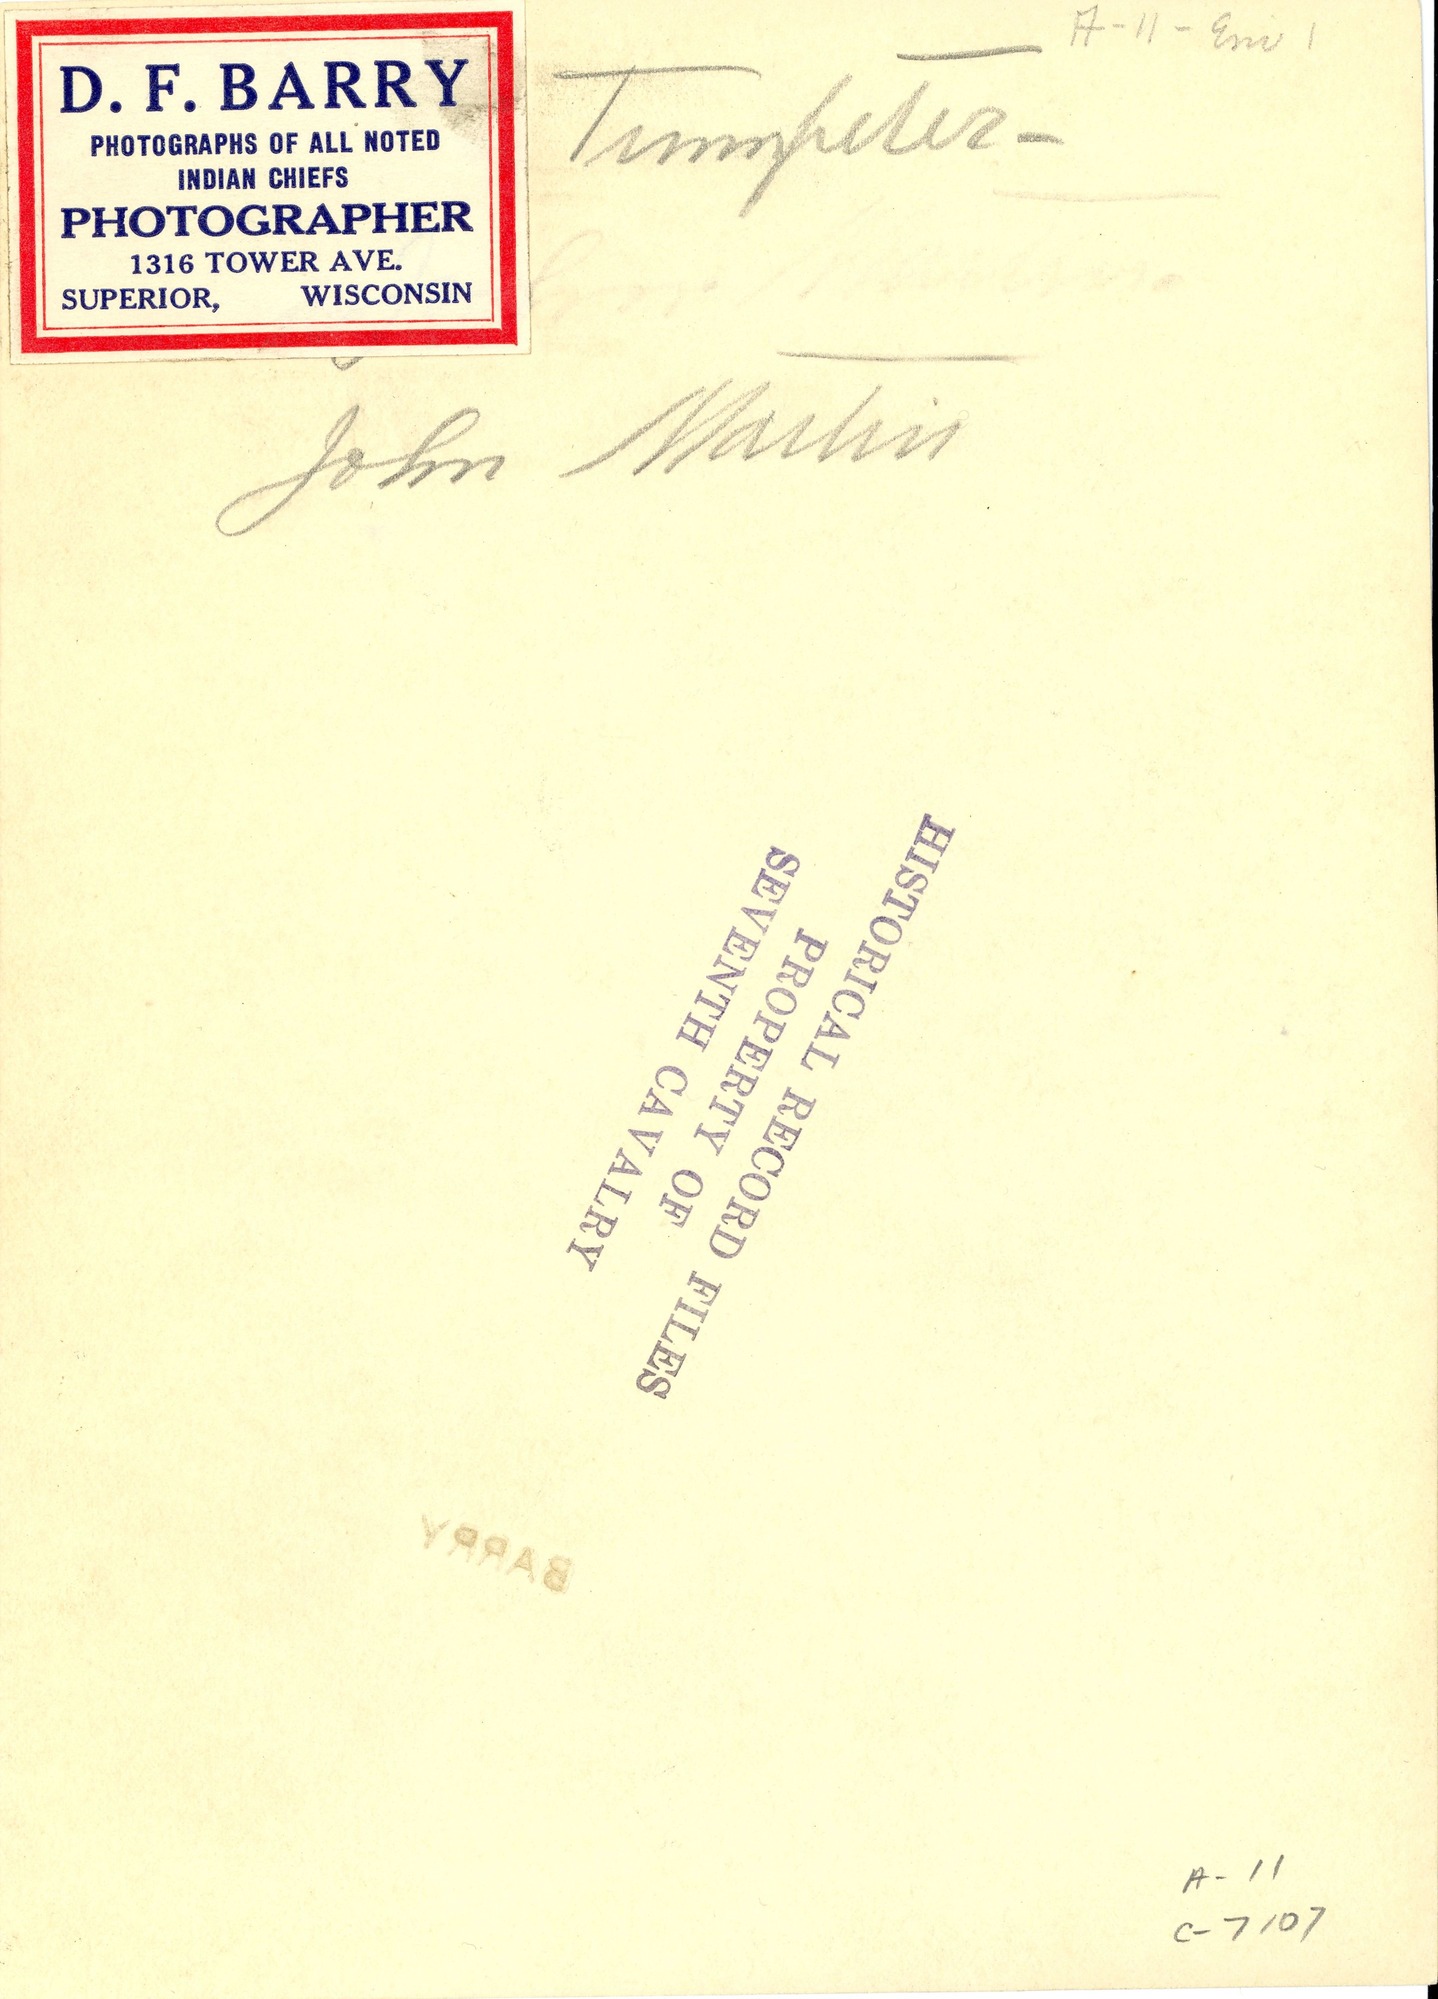 D. F. BARRY
PHOTOGRAPHS OF ALL NOTED
INDIAN CHIEFS
PHOTOGRAPHER
1316 TOWER AVE.
SUPERIOR, WISCONSIN
A-11-Env 1
Trumpeter-
John Martin
HISTORICAL RECORD FILES
PROPERTY OF
SEVENTH CAVALRY
BARRY
A-11
C-7107